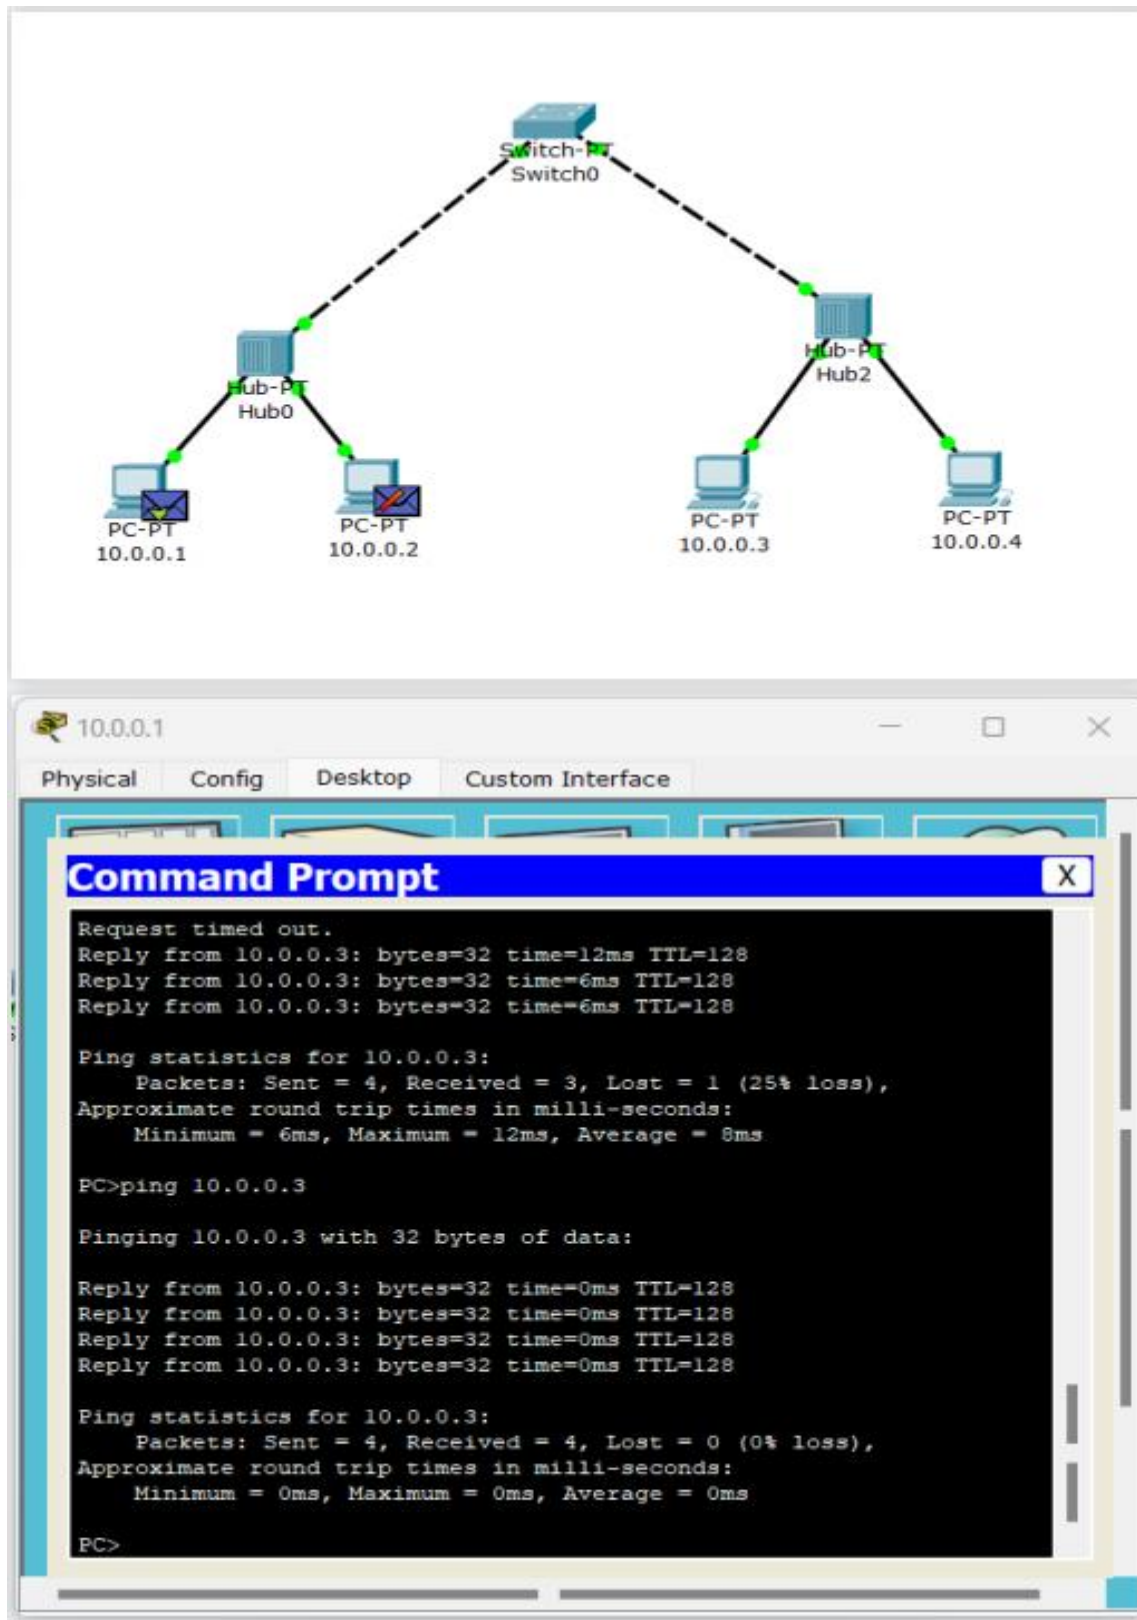 Switch-PT
Switch0
Hub-PT
Hub0
Hub-PT
Hub2
PC-PT
10.0.0.1
PC-PT
10.0.0.2
PC-PT
10.0.0.3
PC-PT
10.0.0.4
10.0.0.1
Physical Config Desktop Custom Interface
Command Prompt X
Request timed out.
Reply from 10.0.0.3: bytes=32 time=12ms TTL=128
Reply from 10.0.0.3: bytes=32 time=6ms TTL=128
Reply from 10.0.0.3: bytes=32 time=6ms TTL=128
Ping statistics for 10.0.0.3:
Packets: Sent = 4, Received = 3, Lost = 1 (25% loss),
Approximate round trip times in milli-seconds:
Minimum = 6ms, Maximum = 12ms, Average = 8ms
PC>ping 10.0.0.3
Pinging 10.0.0.3 with 32 bytes of data:
Reply from 10.0.0.3: bytes=32 time=0ms TTL=128
Reply from 10.0.0.3: bytes=32 time=0ms TTL=128
Reply from 10.0.0.3: bytes=32 time=0ms TTL=128
Reply from 10.0.0.3: bytes=32 time=0ms TTL=128
Ping statistics for 10.0.0.3:
Packets: Sent = 4, Received = 4, Lost = 0 (0% loss),
Approximate round trip times in milli-seconds:
Minimum = 0ms, Maximum = 0ms, Average = 0ms
PC>